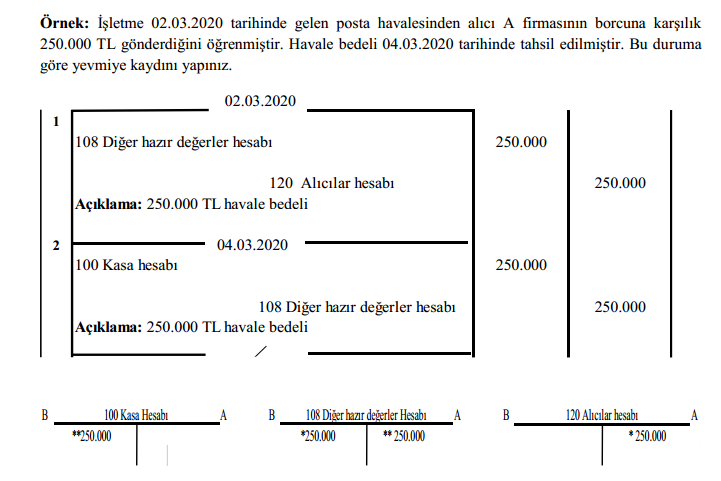 Örnek: İşletme 02.03.2020 tarihinde gelen posta havalesinden alıcı A firmasının borcuna karşılık
250.000 TL gönderdiğini öğrenmiştir. Havale bedeli 04.03.2020 tarihinde tahsil edilmiştir. Bu duruma
göre yevmiye kaydını yapınız.
02.03.2020
1
108 Diğer hazır değerler hesabı 250.000
120 Alıcılar hesabı 250.000
Açıklama: 250.000 TL havale bedeli
2 04.03.2020
100 Kasa hesabı 250.000
108 Diğer hazır değerler hesabı 250.000
Açıklama: 250.000 TL havale bedeli
/
B 100 Kasa Hesabı A B 108 Diğer hazır değerler Hesabı A B 120 Alıcılar hesabı A
**250.000 *250.000 ** 250.000 * 250.000